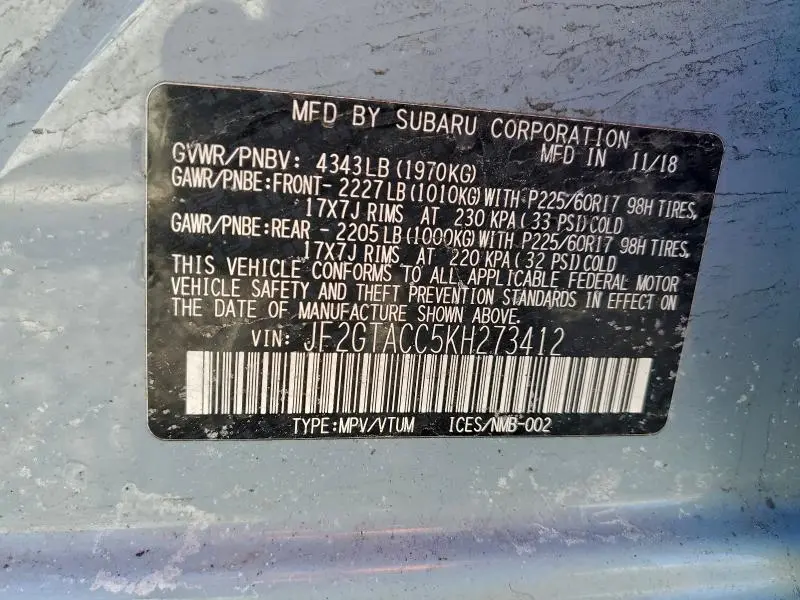 MFD BY SUBARU CORPORATION
MFD IN 11/18
GVWR/PNBV: 4343LB (1970KG)
GAWR/PNBE:FRONT- 2227LB (1010KG) WITH P225/60R17 98H TIRES,
17X7J RIMS AT 230 KPA ( 33 PSI) COLD
GAWR/PNBE:REAR - 2205LB (1000KG) WITH P225/60R17 98H TIRES,
17X7J RIMS AT 220 KPA ( 32 PSI) COLD
THIS VEHICLE CONFORMS TO ALL APPLICABLE FEDERAL MOTOR
VEHICLE SAFETY AND THEFT PREVENTION STANDARDS IN EFFECT ON
THE DATE OF MANUFACTURE SHOWN ABOVE.
VIN: JF2GTACC5KH273412
TYPE:MPV/VTUM ICES/NMB-002